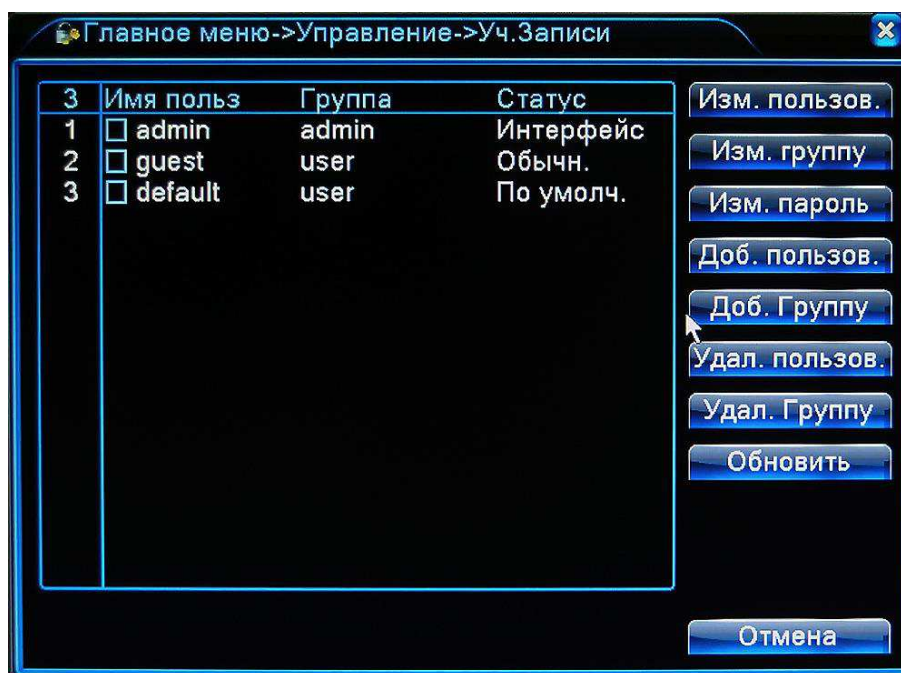 Главное меню->Управление->Уч.Записи
3 Имя польз Группа Статус
1 admin admin Интерфейс
2 guest user Обычн.
3 default user По умолч.
Изм. пользов.
Изм. группу
Изм. пароль
Доб. пользов.
Доб. Группу
Удал. пользов.
Удал. Группу
Обновить
Отмена